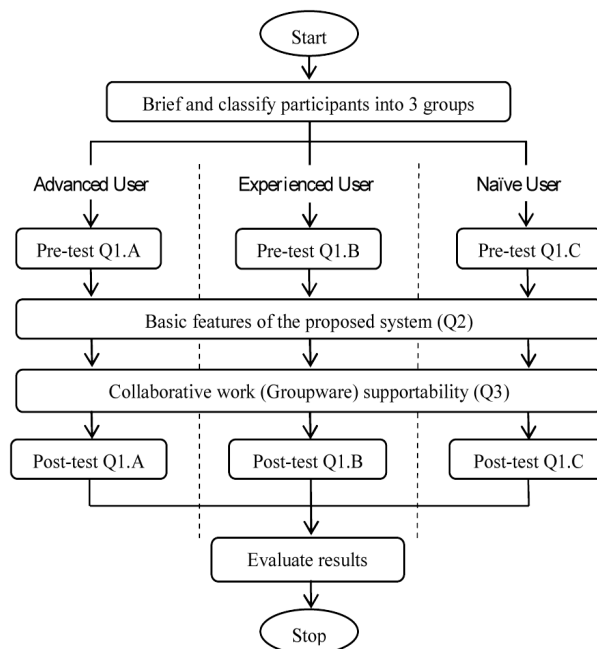 Start
Brief and classify participants into 3 groups
Advanced User
Experienced User
Naïve User
Pre-test Q1.A
Pre-test Q1.B
Pre-test Q1.C
Basic features of the proposed system (Q2)
Collaborative work (Groupware) supportability (Q3)
Post-test Q1.A
Post-test Q1.B
Post-test Q1.C
Evaluate results
Stop